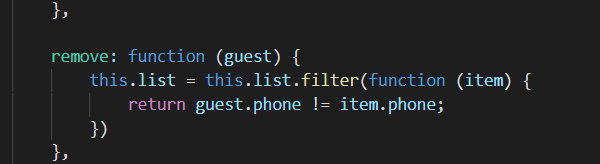 },
remove: function (guest) {
this.list = this.list.filter(function (item) {
return guest.phone != item.phone;
})
},